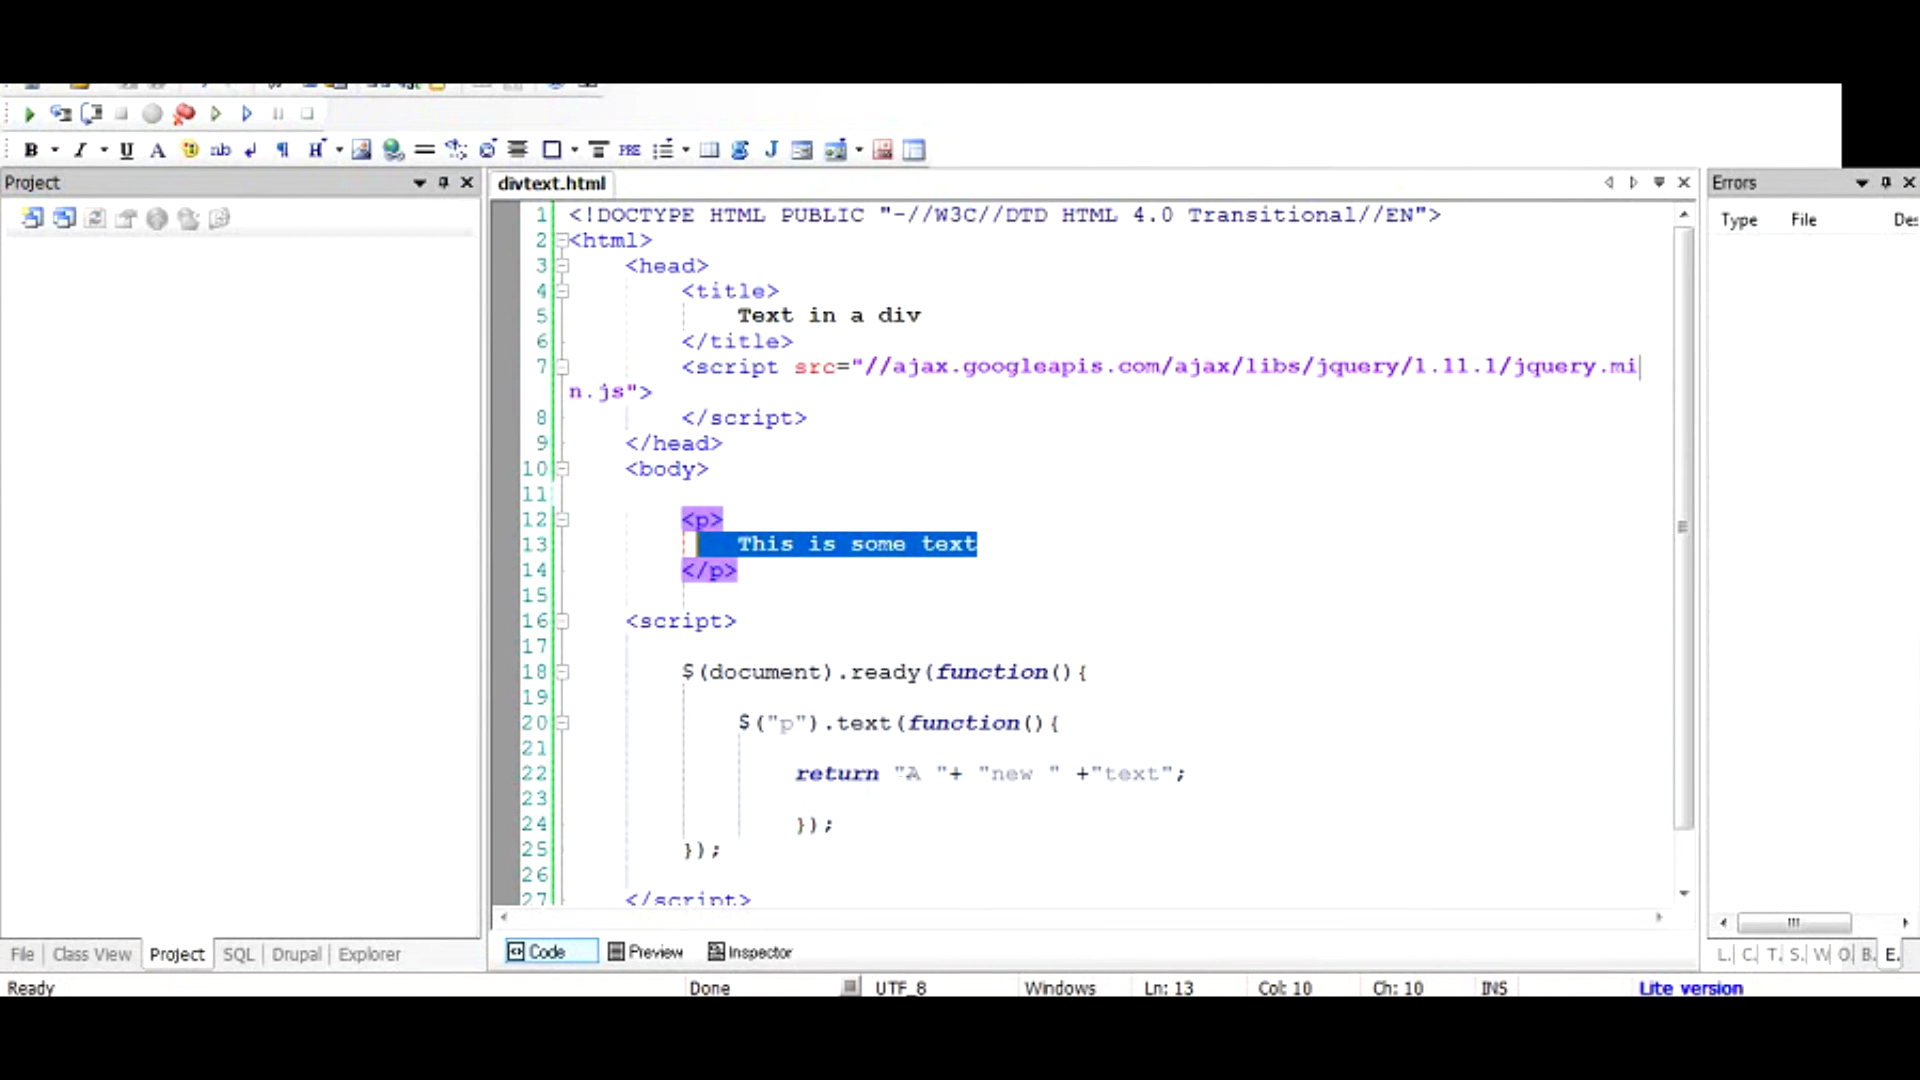 B I U A ab H PRE J
Project
divtext.html
Errors
Type File Des
1 <!DOCTYPE HTML PUBLIC "-//W3C//DTD HTML 4.0 Transitional//EN">
2 <html>
3 <head>
4 <title>
5 Text in a div
6 </title>
7 <script src="//ajax.googleapis.com/ajax/libs/jquery/1.11.1/jquery.mi
n.js">
8 </script>
9 </head>
10 <body>
11
12 <p>
13 This is some text
14 </p>
15
16 <script>
17
18 $(document).ready(function(){
19
20 $("p").text(function(){
21
22 return "A "+ "new " +"text";
23
24 });
25 });
26
27 </script>
File Class View Project SQL Drupal Explorer
Code Preview Inspector
L. C. T. S. W O B. E.
Ready Done UTF_8 Windows Ln: 13 Col: 10 Ch: 10 INS Lite version